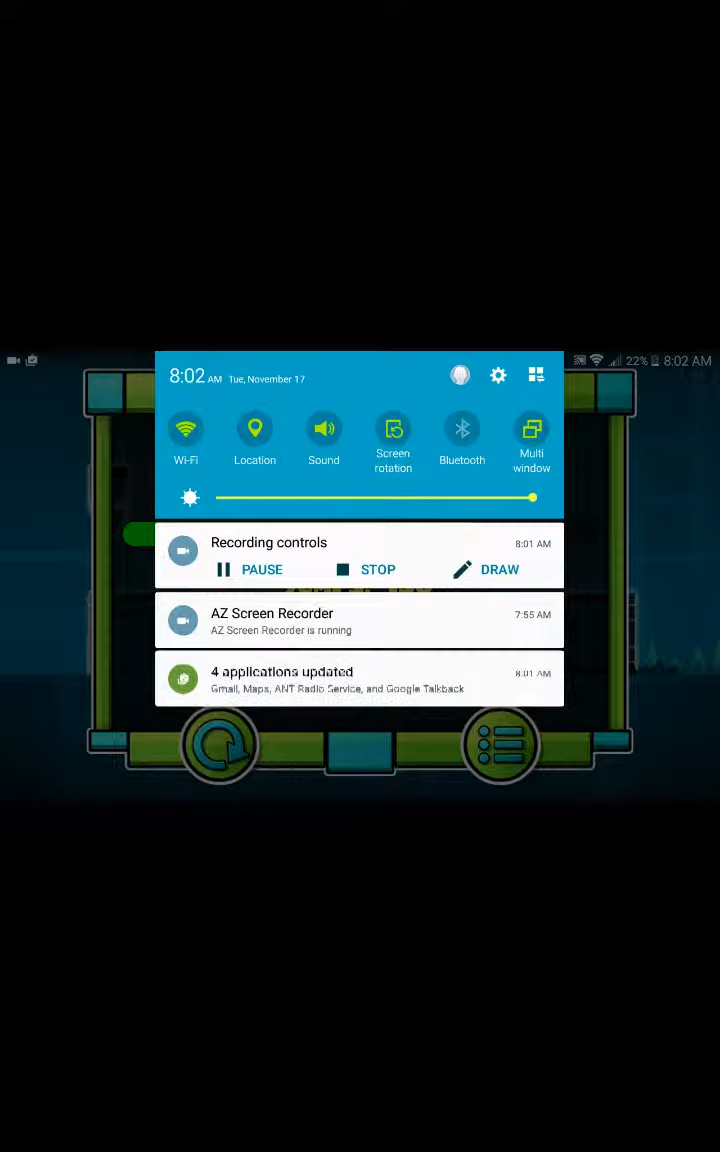 22% 8:02 AM
8:02 AM Tue, November 17
Wi-Fi
Location
Sound
Screen
rotation
Bluetooth
Multi
window
Recording controls 8:01 AM
PAUSE STOP DRAW
AZ Screen Recorder 7:55 AM
AZ Screen Recorder is running
4 applications updated 8:01 AM
Gmail, Maps, ANT Radio Service, and Google Talkback